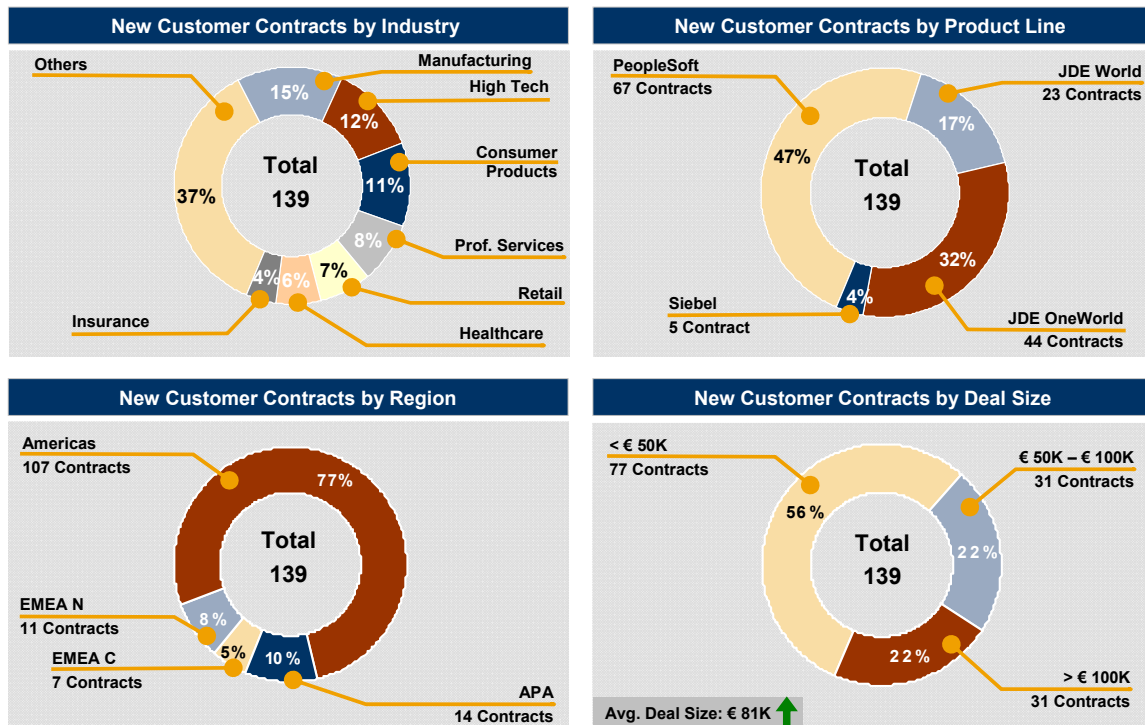 New Customer Contracts by Industry
Others
Manufacturing
High Tech
Consumer
Products
Prof. Services
Retail
Healthcare
Insurance
15%
12%
11%
8%
7%
6%
4%
37%
Total
139
New Customer Contracts by Product Line
PeopleSoft
67 Contracts
JDE World
23 Contracts
17%
47%
Total
139
32%
4%
Siebel
5 Contract
JDE OneWorld
44 Contracts
New Customer Contracts by Region
Americas
107 Contracts
77%
Total
139
EMEA N
11 Contracts
8%
EMEA C
7 Contracts
5%
10%
APA
14 Contracts
New Customer Contracts by Deal Size
< € 50K
77 Contracts
€ 50K – € 100K
31 Contracts
56%
22%
Total
139
22%
> € 100K
31 Contracts
Avg. Deal Size: € 81K